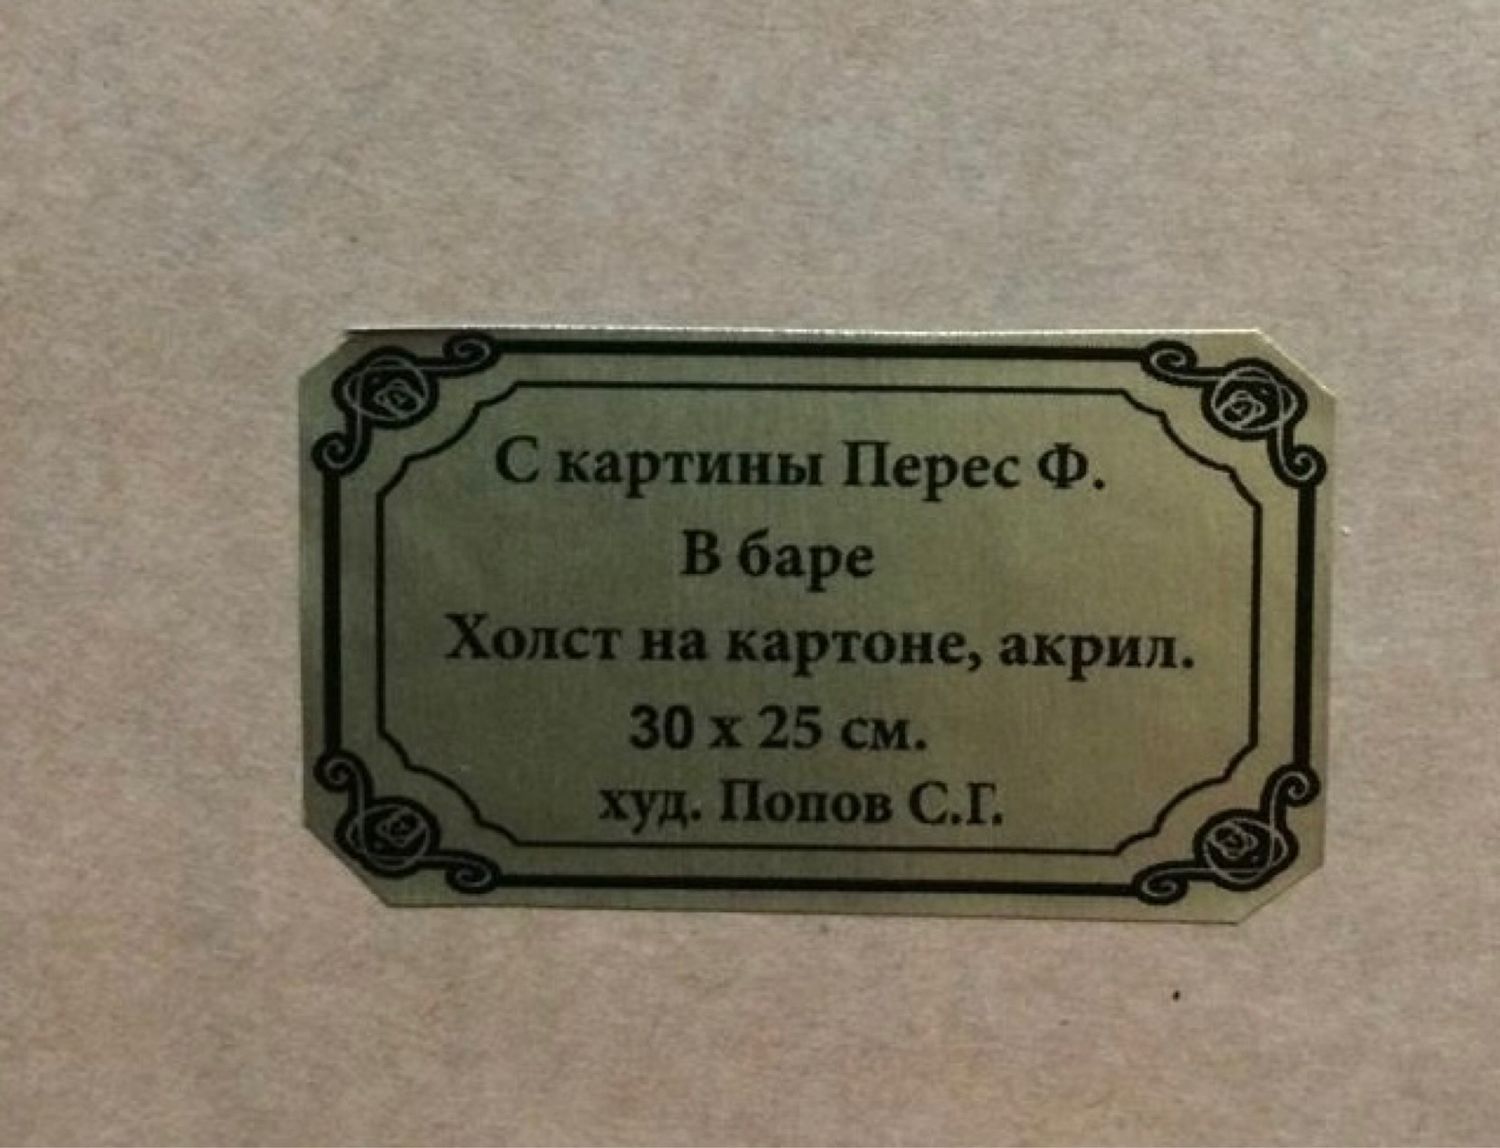 С картины Перес Ф.
В баре
Холст на картоне, акрил.
30 х 25 см.
худ. Попов С.Г.